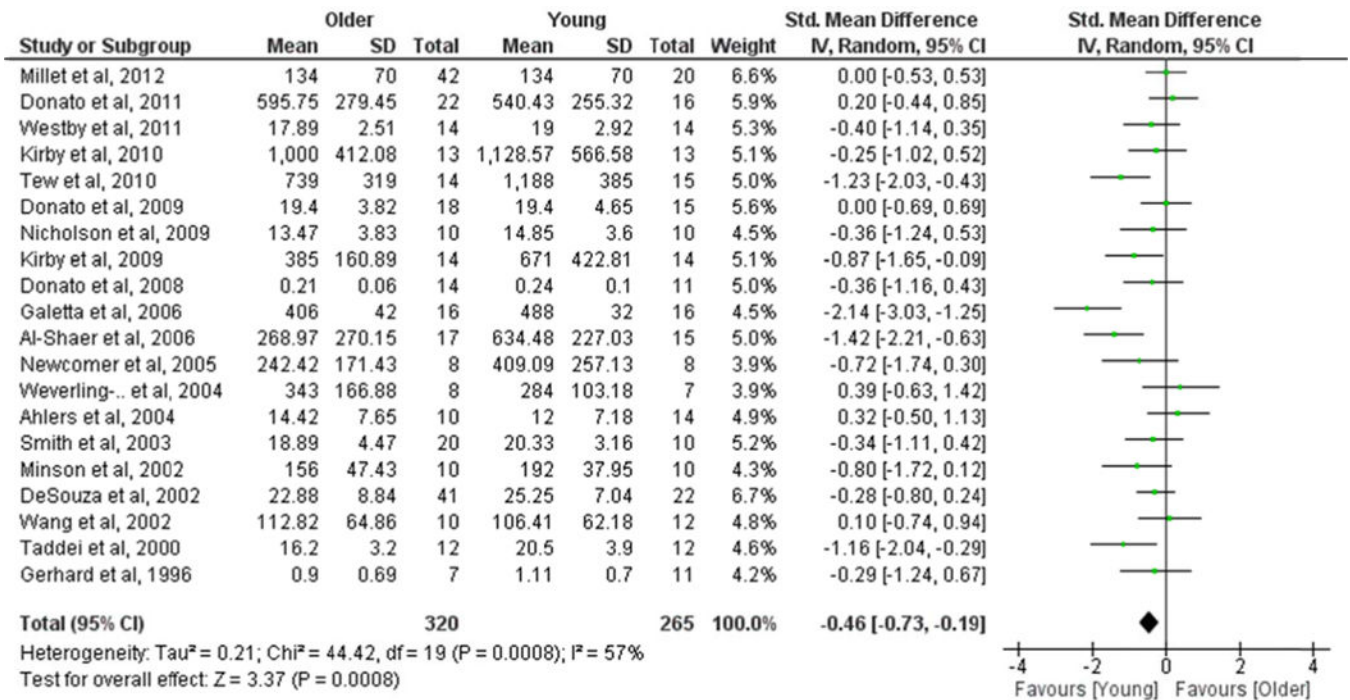 Older Young Std. Mean Difference Std. Mean Difference
Study or Subgroup Mean SD Total Mean SD Total Weight IV, Random, 95% CI IV, Random, 95% CI
Millet et al, 2012 134 70 42 134 70 20 6.6% 0.00 [-0.53, 0.53]
Donato et al, 2011 595.75 279.45 22 540.43 255.32 16 5.9% 0.20 [-0.44, 0.85]
Westby et al, 2011 17.89 2.51 14 19 2.92 14 5.3% -0.40 [-1.14, 0.35]
Kirby et al, 2010 1,000 412.08 13 1,128.57 566.58 13 5.1% -0.25 [-1.02, 0.52]
Tew et al, 2010 739 319 14 1,188 385 15 5.0% -1.23 [-2.03, -0.43]
Donato et al, 2009 19.4 3.82 18 19.4 4.65 15 5.6% 0.00 [-0.69, 0.69]
Nicholson et al, 2009 13.47 3.83 10 14.85 3.6 10 4.5% -0.36 [-1.24, 0.53]
Kirby et al, 2009 385 160.89 14 671 422.81 14 5.1% -0.87 [-1.65, -0.09]
Donato et al, 2008 0.21 0.06 14 0.24 0.1 11 5.0% -0.36 [-1.16, 0.43]
Galetta et al, 2006 406 42 16 488 32 16 4.5% -2.14 [-3.03, -1.25]
Al-Shaer et al, 2006 268.97 270.15 17 634.48 227.03 15 5.0% -1.42 [-2.21, -0.63]
Newcomer et al, 2005 242.42 171.43 8 409.09 257.13 8 3.9% -0.72 [-1.74, 0.30]
Weverling-.. et al, 2004 343 166.88 8 284 103.18 7 3.9% 0.39 [-0.63, 1.42]
Ahlers et al, 2004 14.42 7.65 10 12 7.18 14 4.9% 0.32 [-0.50, 1.13]
Smith et al, 2003 18.89 4.47 20 20.33 3.16 10 5.2% -0.34 [-1.11, 0.42]
Minson et al, 2002 156 47.43 10 192 37.95 10 4.3% -0.80 [-1.72, 0.12]
DeSouza et al, 2002 22.88 8.84 41 25.25 7.04 22 6.7% -0.28 [-0.80, 0.24]
Wang et al, 2002 112.82 64.86 10 106.41 62.18 12 4.8% 0.10 [-0.74, 0.94]
Taddei et al, 2000 16.2 3.2 12 20.5 3.9 12 4.6% -1.16 [-2.04, -0.29]
Gerhard et al, 1996 0.9 0.69 7 1.11 0.7 11 4.2% -0.29 [-1.24, 0.67]
Total (95% CI) 320 265 100.0% -0.46 [-0.73, -0.19]
Heterogeneity: Tau² = 0.21; Chi² = 44.42, df = 19 (P = 0.0008); I² = 57%
Test for overall effect: Z = 3.37 (P = 0.0008)
-4 -2 0 2 4
Favours [Young] Favours [Older]